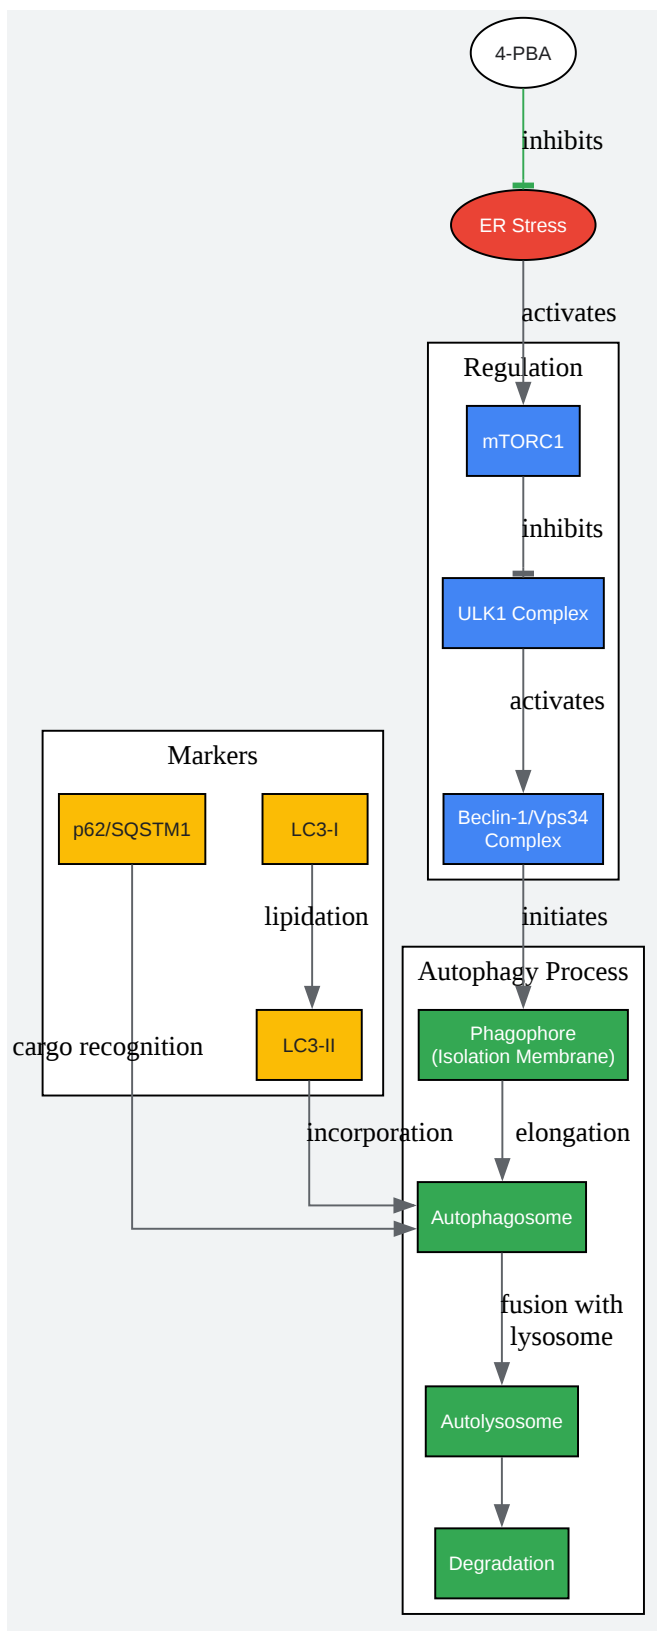 4-PBA
inhibits
ER Stress
activates
Regulation
mTORC1
inhibits
ULK1 Complex
activates
Beclin-1/Vps34
Complex
initiates
Markers
p62/SQSTM1
LC3-I
lipidation
LC3-II
cargo recognition
incorporation
Autophagy Process
Phagophore
(Isolation Membrane)
elongation
Autophagosome
fusion with
lysosome
Autolysosome
Degradation